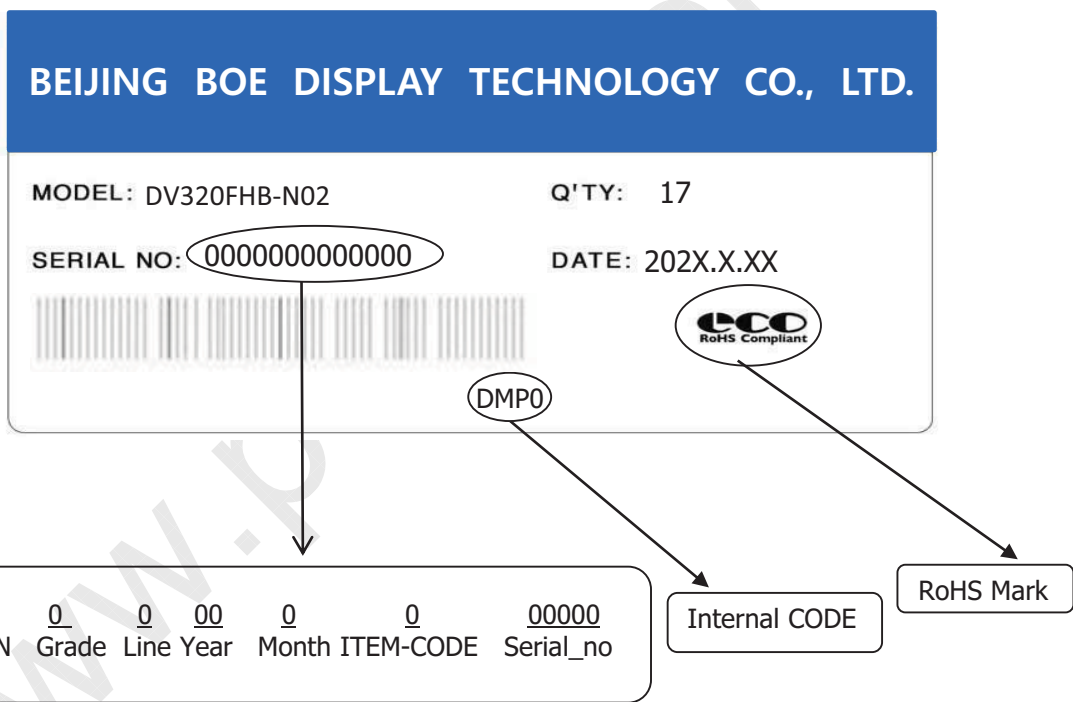 BEIJING BOE DISPLAY TECHNOLOGY CO., LTD.
MODEL: DV320FHB-N02 Q'TY: 17
SERIAL NO: 0000000000000 DATE: 202X.X.XX
eco
RoHS Compliant
DMP0
0 0 00 0 0 00000
N Grade Line Year Month ITEM-CODE Serial_no
Internal CODE
RoHS Mark